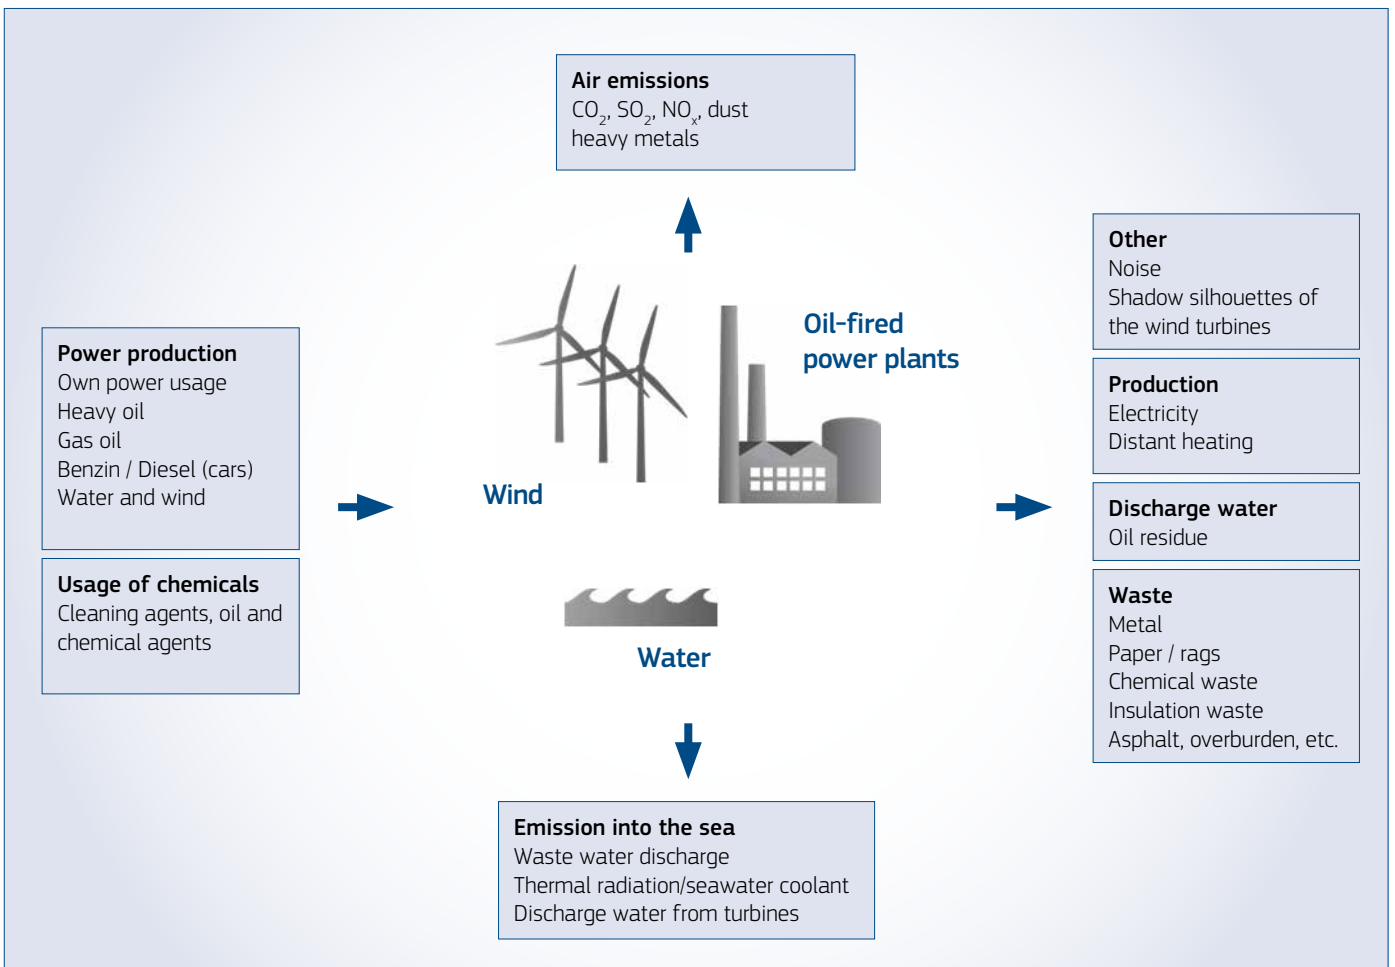 Air emissions
CO₂, SO₂, NOₓ, dust
heavy metals
Power production
Own power usage
Heavy oil
Gas oil
Benzin / Diesel (cars)
Water and wind
Usage of chemicals
Cleaning agents, oil and
chemical agents
Wind
Oil-fired
power plants
Water
Other
Noise
Shadow silhouettes of
the wind turbines
Production
Electricity
Distant heating
Discharge water
Oil residue
Waste
Metal
Paper / rags
Chemical waste
Insulation waste
Asphalt, overburden, etc.
Emission into the sea
Waste water discharge
Thermal radiation/seawater coolant
Discharge water from turbines